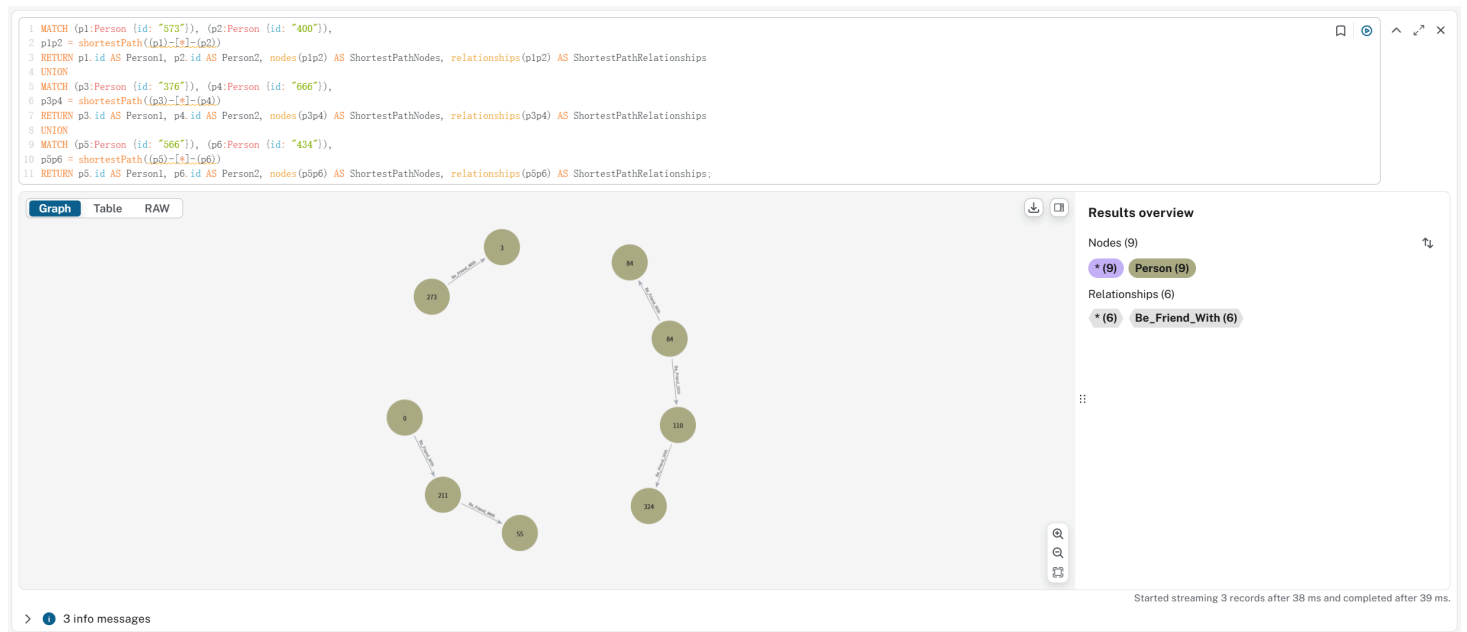 1 MATCH (p1:Person {id: "573"}), (p2:Person {id: "400"}),
2 p1p2 = shortestPath((p1)-[*]-(p2))
3 RETURN p1.id AS Person1, p2.id AS Person2, nodes(p1p2) AS ShortestPathNodes, relationships(p1p2) AS ShortestPathRelationships
4 UNION
5 MATCH (p3:Person {id: "376"}), (p4:Person {id: "666"}),
6 p3p4 = shortestPath((p3)-[*]-(p4))
7 RETURN p3.id AS Person1, p4.id AS Person2, nodes(p3p4) AS ShortestPathNodes, relationships(p3p4) AS ShortestPathRelationships
8 UNION
9 MATCH (p5:Person {id: "566"}), (p6:Person {id: "434"}),
10 p5p6 = shortestPath((p5)-[*]-(p6))
11 RETURN p5.id AS Person1, p6.id AS Person2, nodes(p5p6) AS ShortestPathNodes, relationships(p5p6) AS ShortestPathRelationships;
Graph Table RAW
3
Be_Friend_With
273
84
Be_Friend_With
84
Be_Friend_With
110
Be_Friend_With
324
0
Be_Friend_With
211
Be_Friend_With
55
Results overview
Nodes (9)
* (9) Person (9)
Relationships (6)
* (6) Be_Friend_With (6)
Started streaming 3 records after 38 ms and completed after 39 ms.
3 info messages